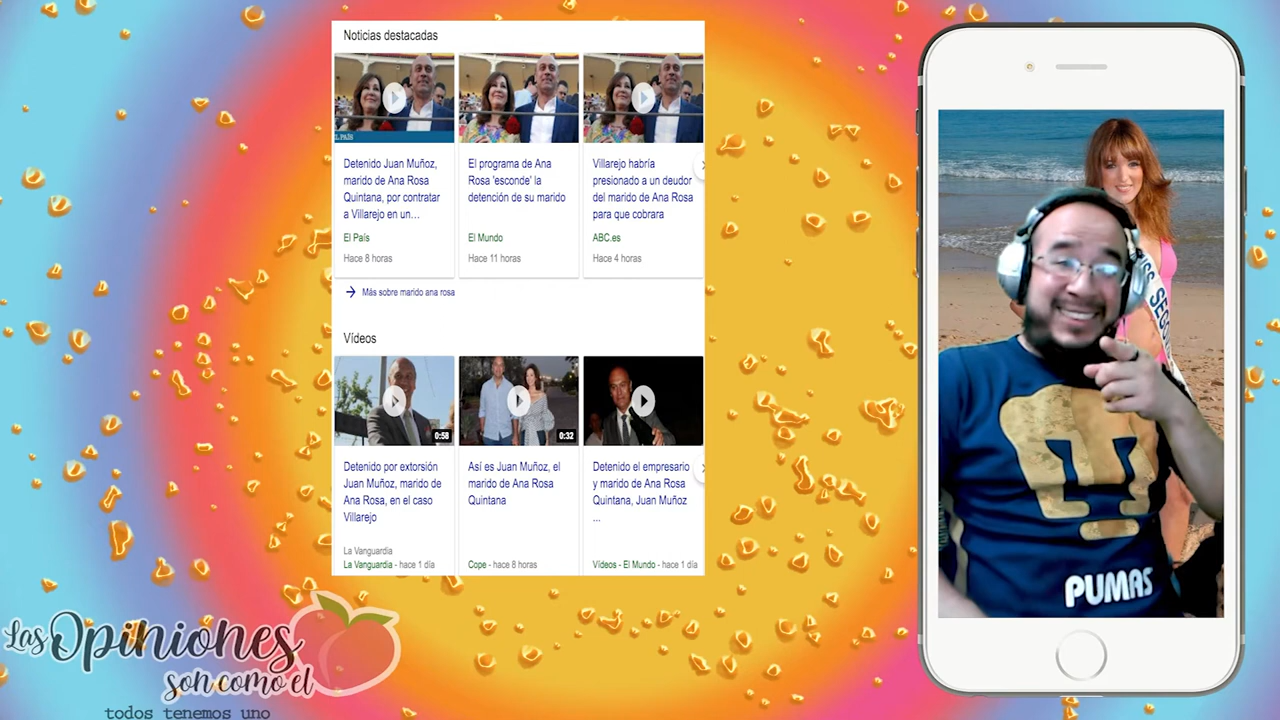 Noticias destacadas
EL PAÍS
Detenido Juan Muñoz,
marido de Ana Rosa
Quintana, por contratar
a Villarejo en un…
El País
Hace 8 horas
El programa de Ana
Rosa 'esconde' la
detención de su marido
El Mundo
Hace 11 horas
Villarejo habría
presionado a un deudor
del marido de Ana Rosa
para que cobrara
ABC.es
Hace 4 horas
Más sobre marido ana rosa
Vídeos
0:58
0:32
Detenido por extorsión
Juan Muñoz, marido de
Ana Rosa, en el caso
Villarejo
La Vanguardia
La Vanguardia - hace 1 día
Así es Juan Muñoz, el
marido de Ana Rosa
Quintana
Cope - hace 8 horas
Detenido el empresario
y marido de Ana Rosa
Quintana, Juan Muñoz
...
Vídeos - El Mundo - hace 1 día
PUMAS
Las Opiniones
son como el
todos tenemos uno